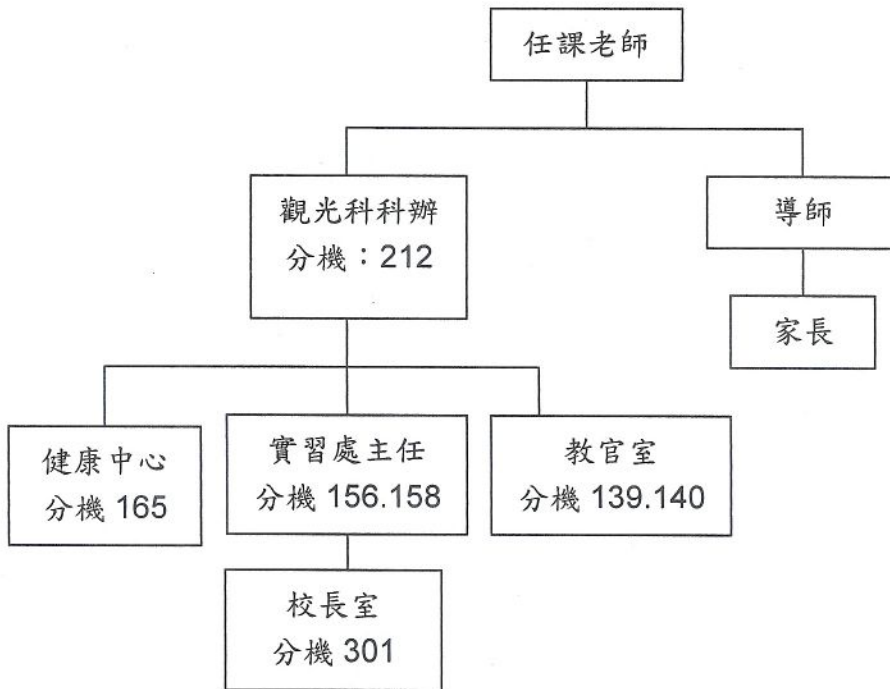 任課老師
觀光科科辦
分機：212
導師
家長
健康中心
分機 165
實習處主任
分機 156.158
教官室
分機 139.140
校長室
分機 301